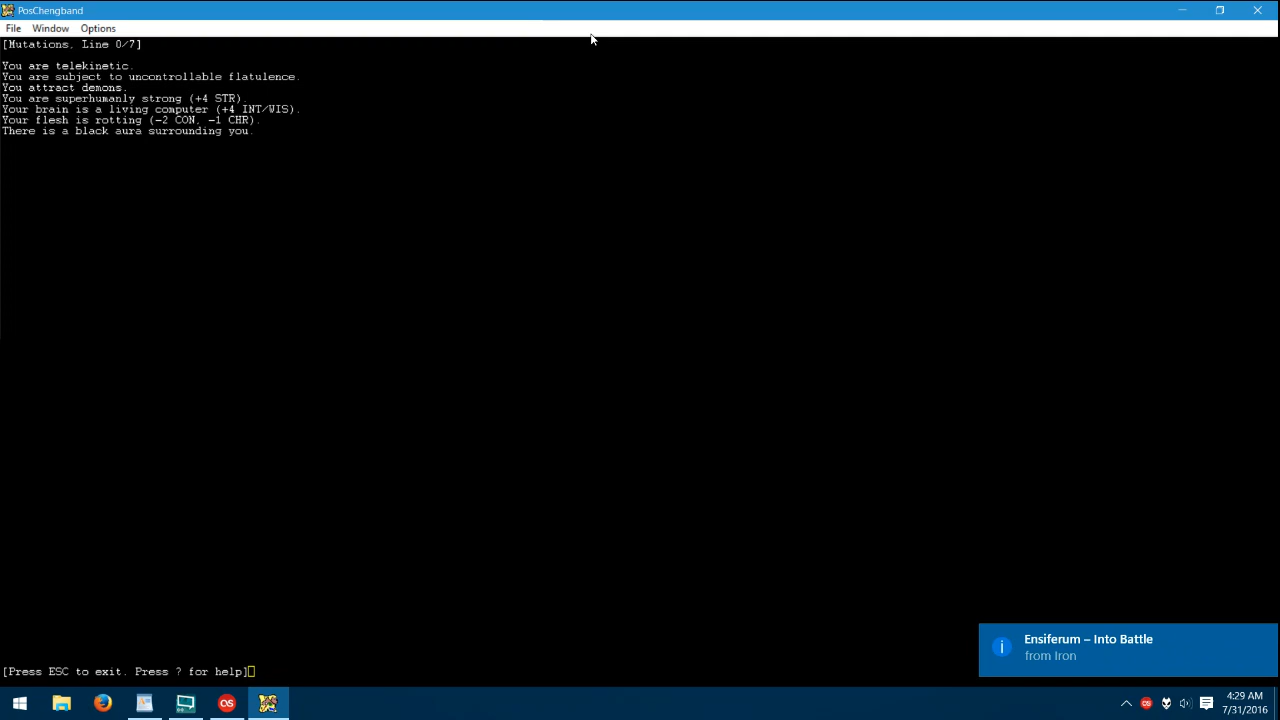 PosChengband
File Window Options
[Mutations, Line 0/7]
You are telekinetic.
You are subject to uncontrollable flatulence.
You attract demons.
You are superhumanly strong (+4 STR).
Your brain is a living computer (+4 INT/WIS).
Your flesh is rotting (-2 CON, -1 CHR).
There is a black aura surrounding you.
Ensiferum – Into Battle
from Iron
[Press ESC to exit. Press ? for help]
4:29 AM
7/31/2016